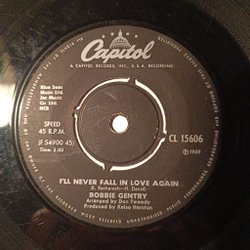 Capitol
A CAPITOL RECORDS, INC., U.S.A. RECORDING
Blue Seas
Music Ltd.
Jac Music
Co Ltd.
NCB
SPEED
45 R.P.M.
(F 54900 45)
Time 3.00
CL 15606
℗ 1969
I'LL NEVER FALL IN LOVE AGAIN
(B. Bacharach—H. David)
BOBBIE GENTRY
Arranged by Don Tweedy
Produced by Kelso Herston